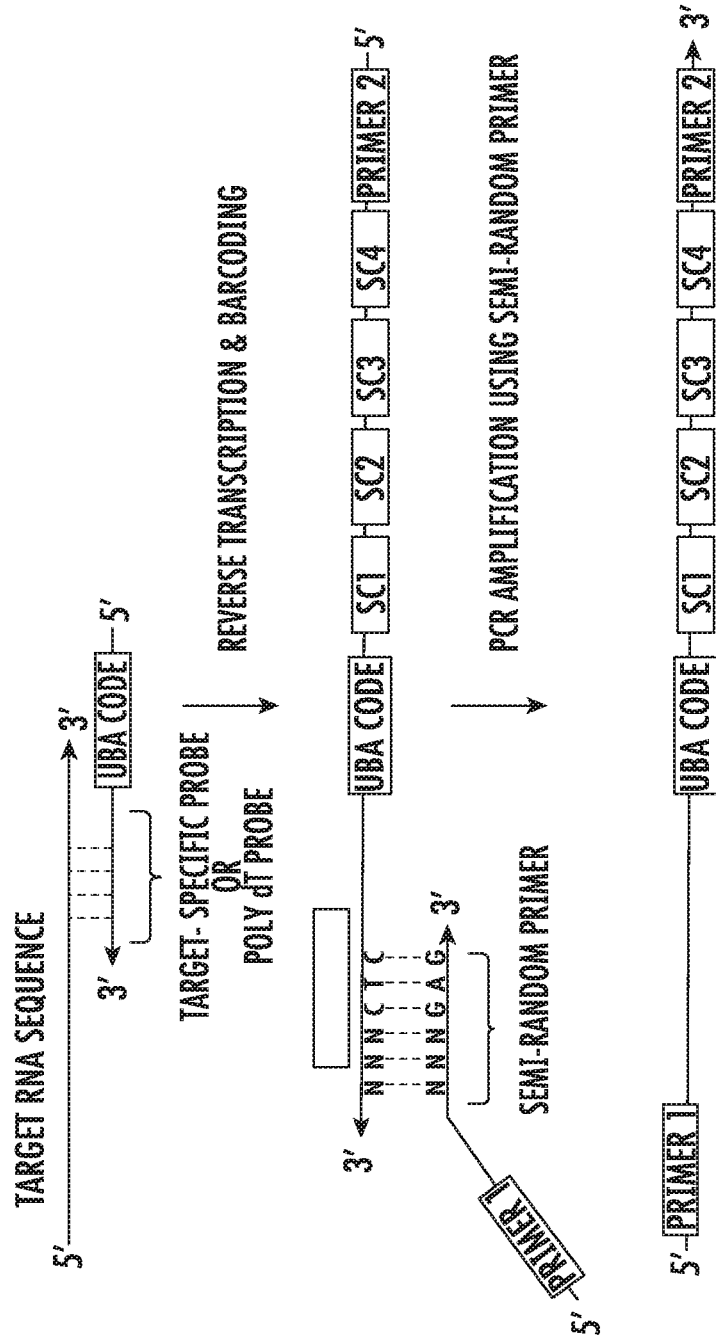 TARGET RNA SEQUENCE
5' 3'
3' UBA CODE 5'
TARGET- SPECIFIC PROBE
OR
POLY dT PROBE
REVERSE TRANSCRIPTION & BARCODING
3' UBA CODE SC1 SC2 SC3 SC4 PRIMER 2 5'
N N N C T C
N N N G A G 3'
5' PRIMER 1
SEMI-RANDOM PRIMER
PCR AMPLIFICATION USING SEMI-RANDOM PRIMER
5' PRIMER 1 UBA CODE SC1 SC2 SC3 SC4 PRIMER 2 3'